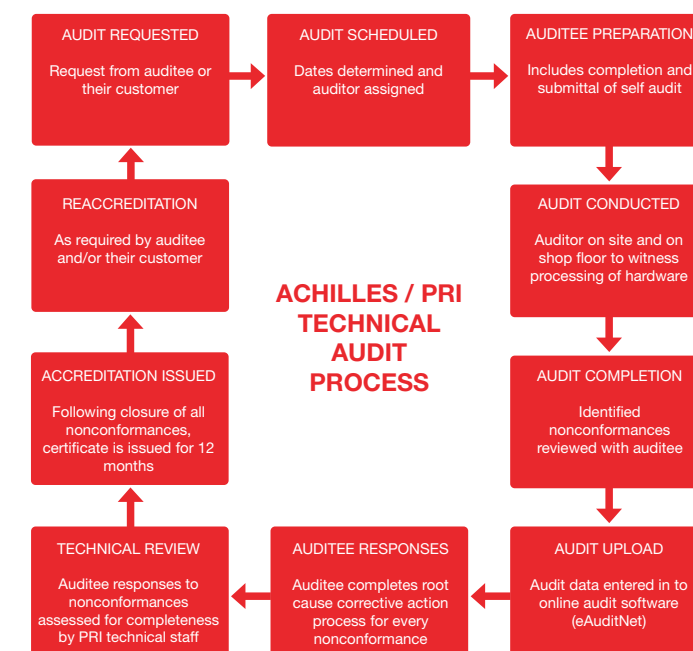 AUDIT REQUESTED
Request from auditee or
their customer
AUDIT SCHEDULED
Dates determined and
auditor assigned
AUDITEE PREPARATION
Includes completion and
submittal of self audit
AUDIT CONDUCTED
Auditor on site and on
shop floor to witness
processing of hardware
AUDIT COMPLETION
Identified
nonconformances
reviewed with auditee
AUDIT UPLOAD
Audit data entered in to
online audit software
(eAuditNet)
AUDITEE RESPONSES
Auditee completes root
cause corrective action
process for every
nonconformance
TECHNICAL REVIEW
Auditee responses to
nonconformances
assessed for completeness
by PRI technical staff
ACCREDITATION ISSUED
Following closure of all
nonconformances,
certificate is issued for 12
months
REACCREDITATION
As required by auditee
and/or their customer
ACHILLES / PRI
TECHNICAL
AUDIT
PROCESS